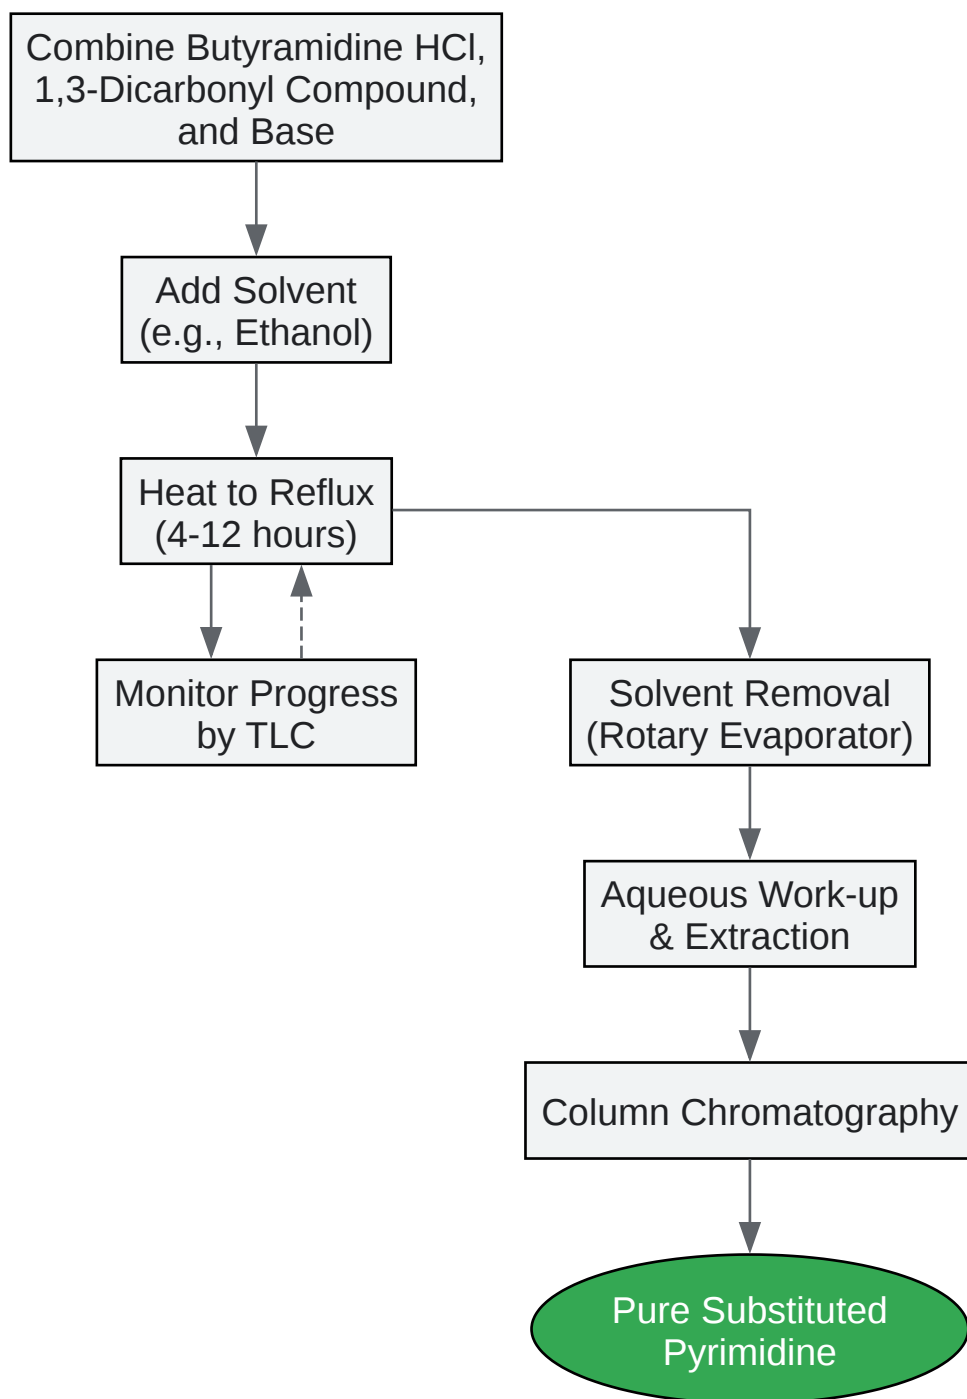 Combine Butyramidine HCl,
1,3-Dicarbonyl Compound,
and Base
Add Solvent
(e.g., Ethanol)
Heat to Reflux
(4-12 hours)
Monitor Progress
by TLC
Solvent Removal
(Rotary Evaporator)
Aqueous Work-up
& Extraction
Column Chromatography
Pure Substituted
Pyrimidine